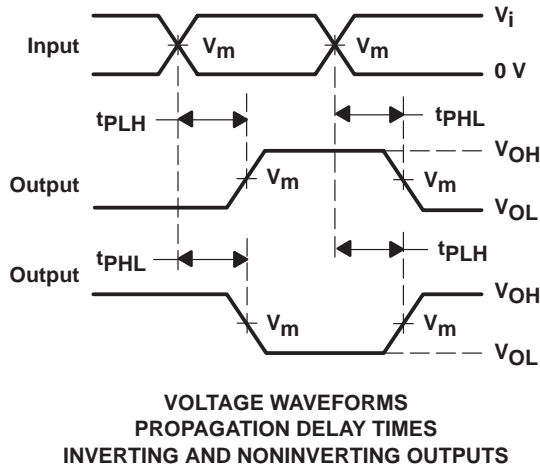 Vi
Input
Vm
Vm
0 V
tPLH
tPHL
VOH
Output
Vm
Vm
VOL
tPHL
tPLH
Output
VOH
Vm
Vm
VOL
VOLTAGE WAVEFORMS
PROPAGATION DELAY TIMES
INVERTING AND NONINVERTING OUTPUTS